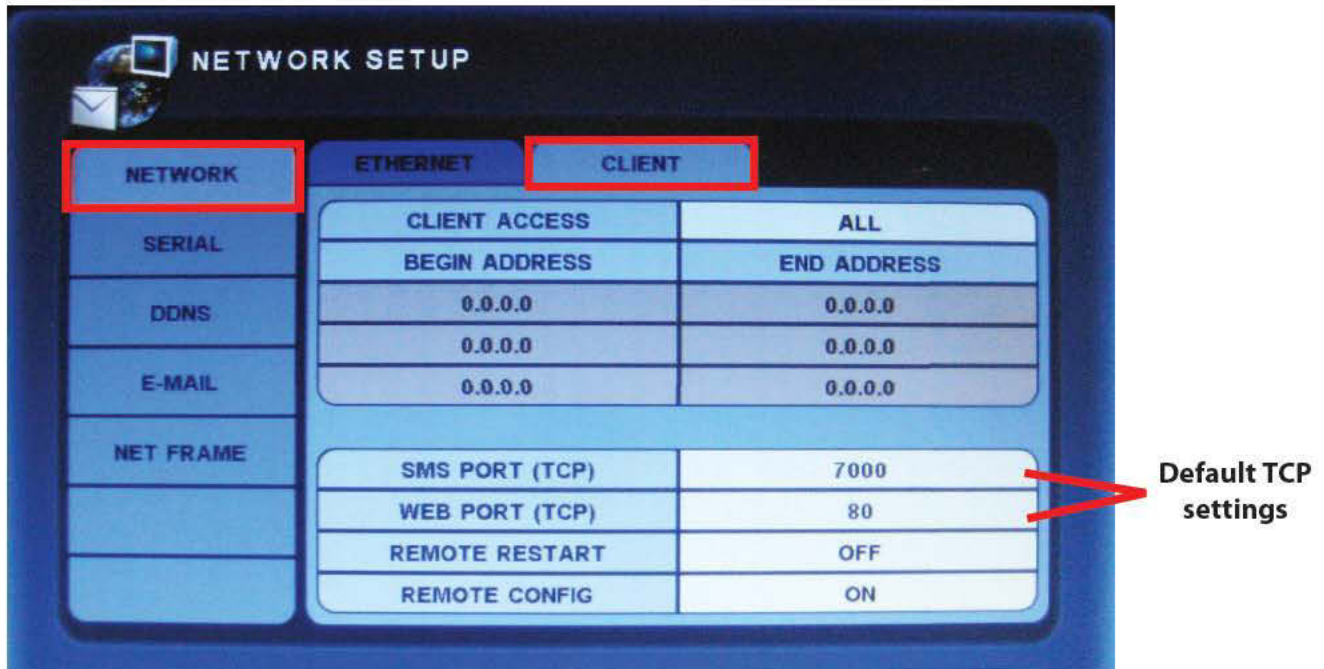 NETWORK SETUP
NETWORK
SERIAL
DDNS
E-MAIL
NET FRAME
ETHERNET
CLIENT
CLIENT ACCESS ALL
BEGIN ADDRESS END ADDRESS
0.0.0.0 0.0.0.0
0.0.0.0 0.0.0.0
0.0.0.0 0.0.0.0
SMS PORT (TCP) 7000
WEB PORT (TCP) 80
REMOTE RESTART OFF
REMOTE CONFIG ON
Default TCP
settings